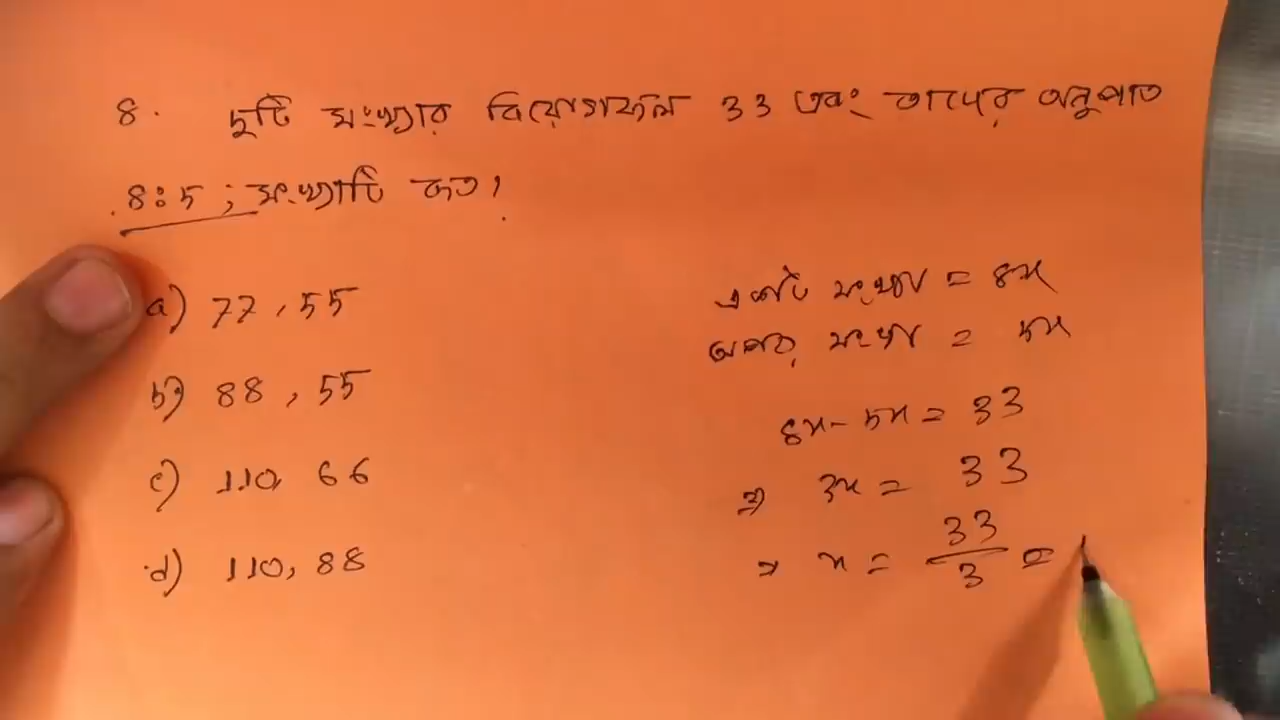 8. দুটি সংখ্যার বিয়োগফল 33 এবং তাদের অনুপাত
8:5 ; সংখ্যাটি কত।
a) 77, 55
b) 88, 55
c) 110, 66
d) 110, 88
একটি সংখ্যা = 8x
অপর সংখ্যা = 5x
8x - 5x = 33
⇒ 3x = 33
⇒ x = 33/3 =